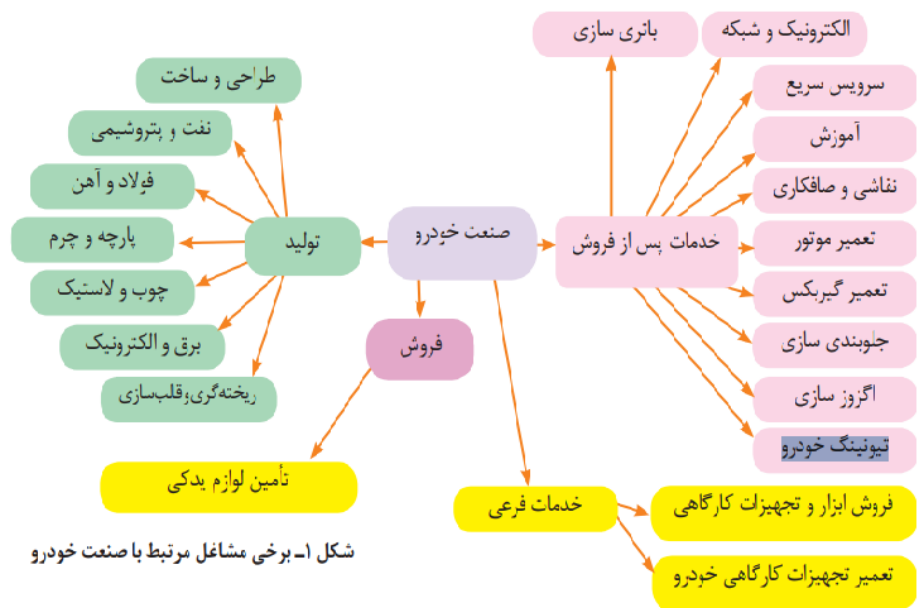 الکترونیک و شبکه
باتری سازی
سرویس سریع
آموزش
نقاشی و صافکاری
تعمیر موتور
تعمیر گیربکس
جلوبندی سازی
اگزوز سازی
تیونینگ خودرو
خدمات پس از فروش
صنعت خودرو
تولید
طراحی و ساخت
نفت و پتروشیمی
فولاد و آهن
پارچه و چرم
چوب و لاستیک
برق و الکترونیک
ریخته‌گری‌وقلب‌سازی
فروش
تأمین لوازم یدکی
خدمات فرعی
فروش ابزار و تجهیزات کارگاهی
تعمیر تجهیزات کارگاهی خودرو
شکل ۱ـ برخی مشاغل مرتبط با صنعت خودرو